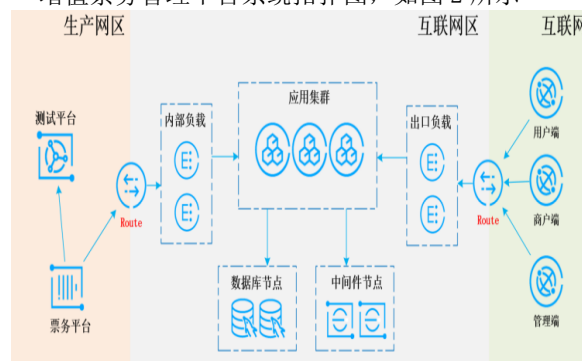 生产网区
互联网区
互联网
测试平台
内部负载
应用集群
出口负载
用户端
Route
Route
商户端
数据库节点
中间件节点
票务平台
管理端